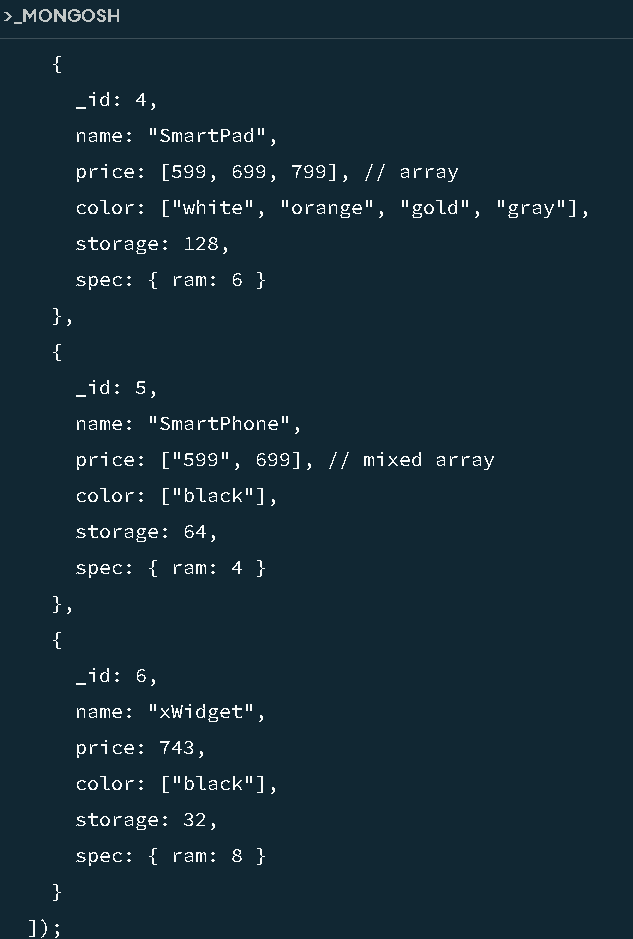 >_MONGOSH
{
_id: 4,
name: "SmartPad",
price: [599, 699, 799], // array
color: ["white", "orange", "gold", "gray"],
storage: 128,
spec: { ram: 6 }
},
{
_id: 5,
name: "SmartPhone",
price: ["599", 699], // mixed array
color: ["black"],
storage: 64,
spec: { ram: 4 }
},
{
_id: 6,
name: "xWidget",
price: 743,
color: ["black"],
storage: 32,
spec: { ram: 8 }
}
]);